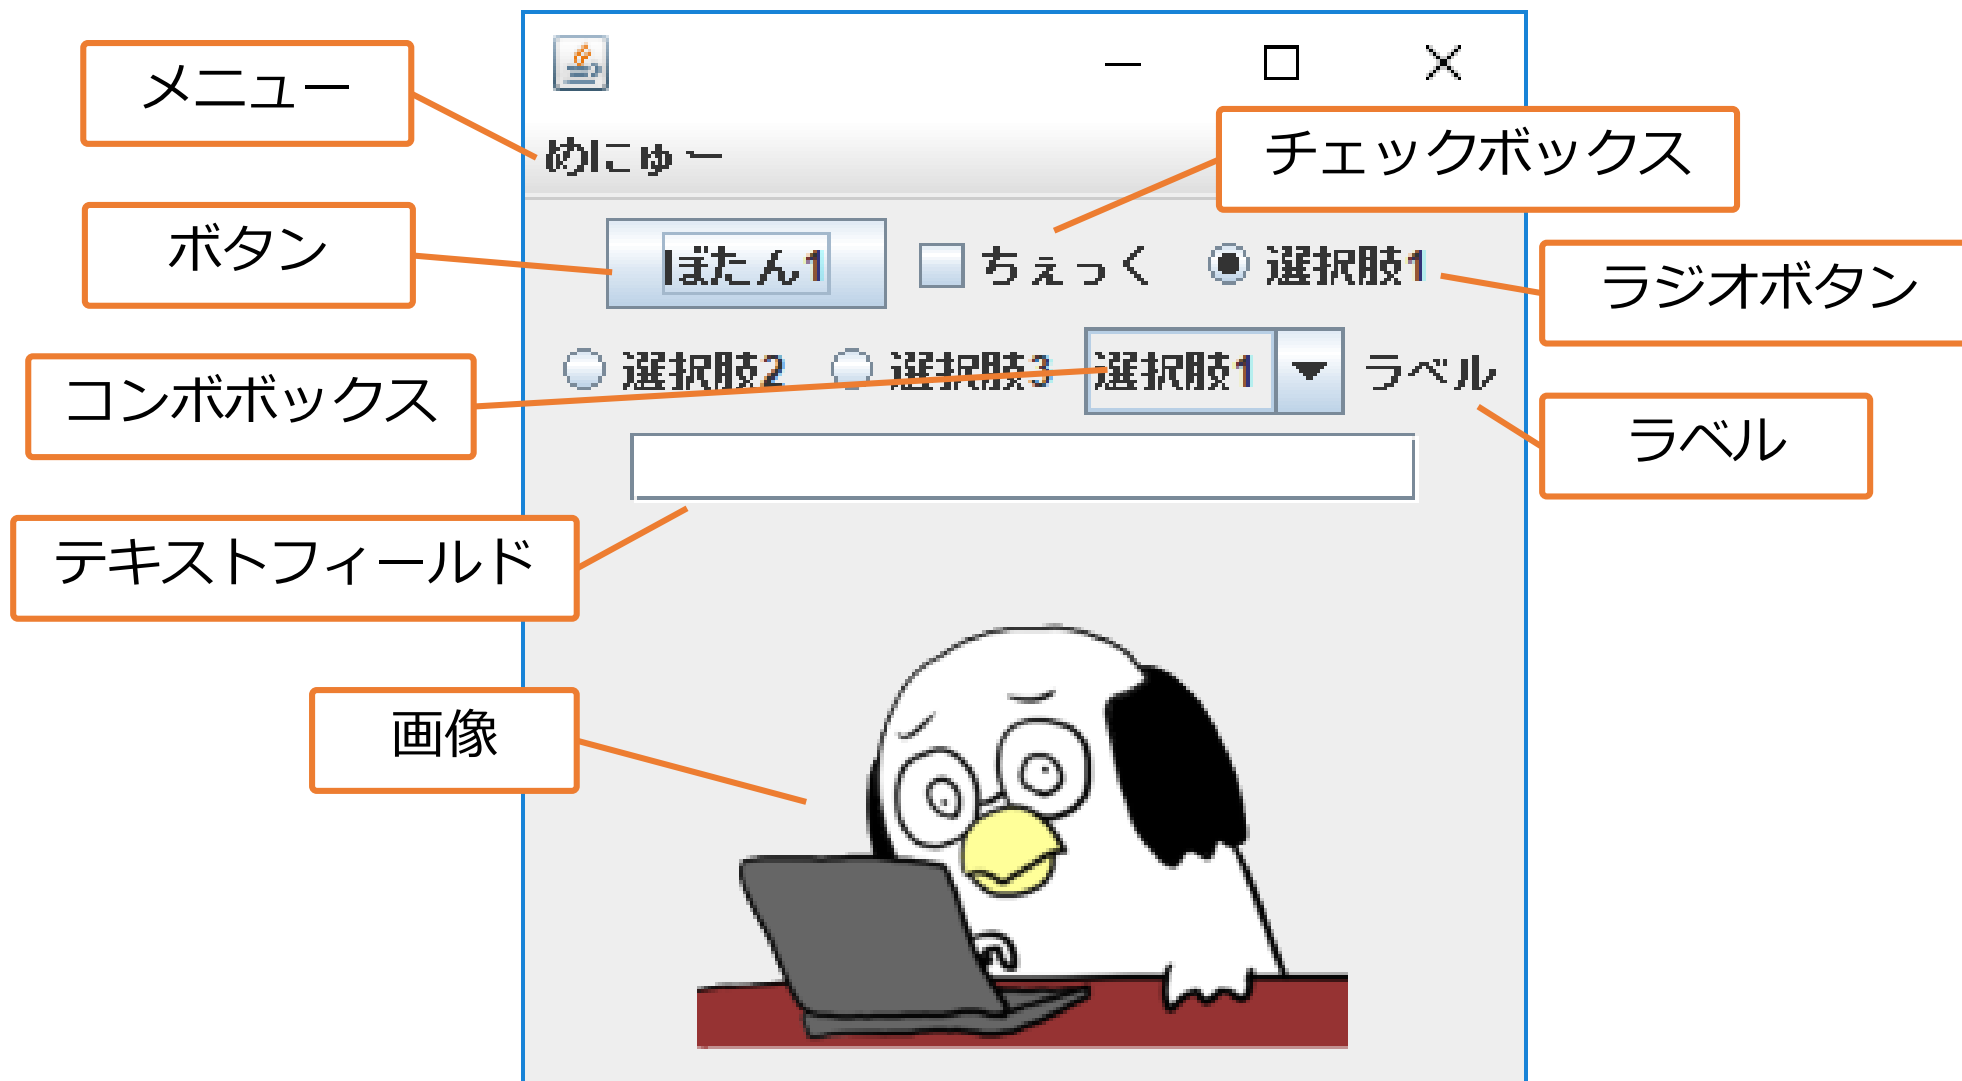 メニュー
めにゅー
チェックボックス
ボタン
ぼたん1
ちぇっく
選択肢1
ラジオボタン
コンボボックス
選択肢2
選択肢3
選択肢1
ラベル
ラベル
テキストフィールド
画像